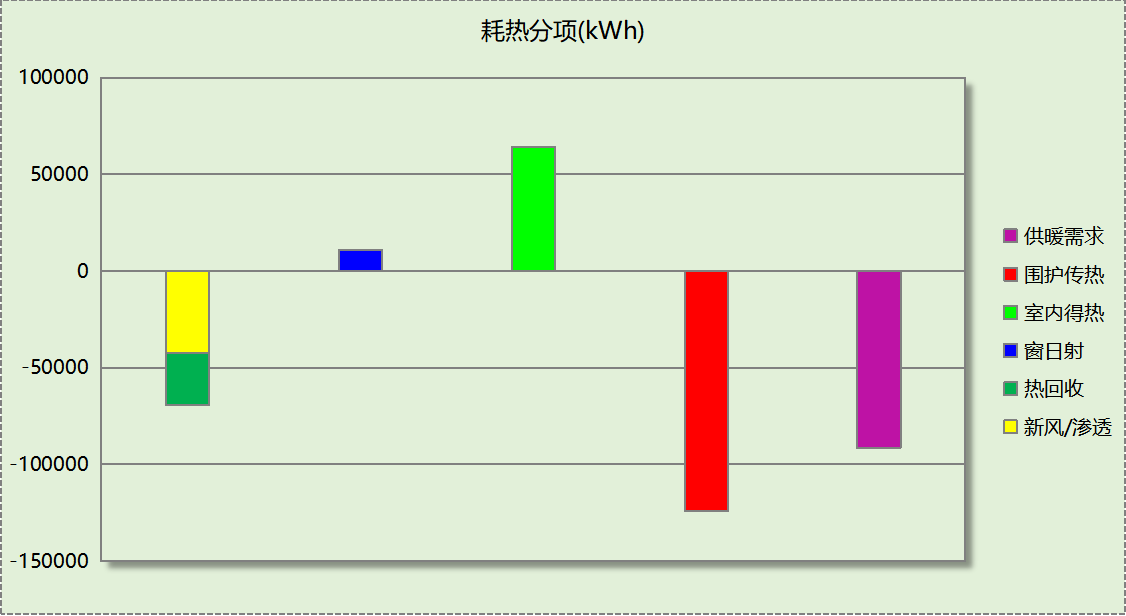 耗热分项(kWh)
100000
50000
0
-50000
-100000
-150000
供暖需求
围护传热
室内得热
窗日射
热回收
新风/渗透